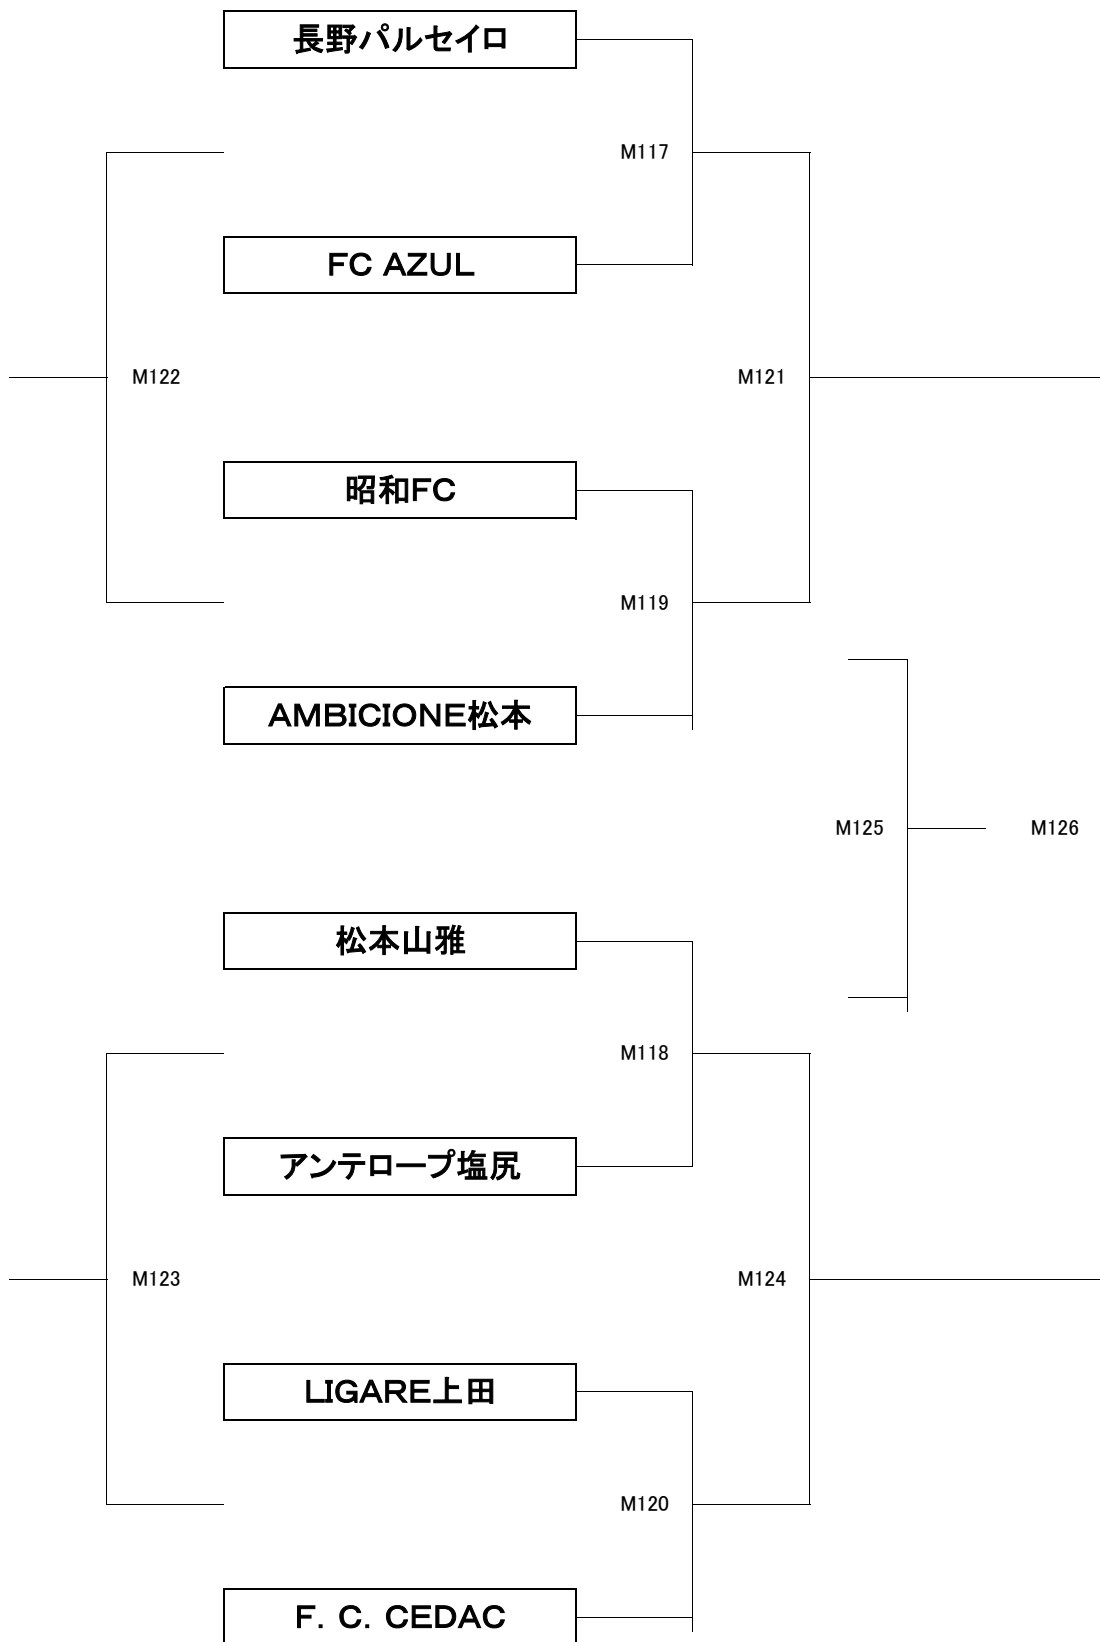 長野パルセイロ
M117
FC AZUL
M122
M121
昭和FC
M119
AMBICIONE松本
M125
M126
松本山雅
M118
アンテロープ塩尻
M123
M124
LIGARE上田
M120
F. C. CEDAC